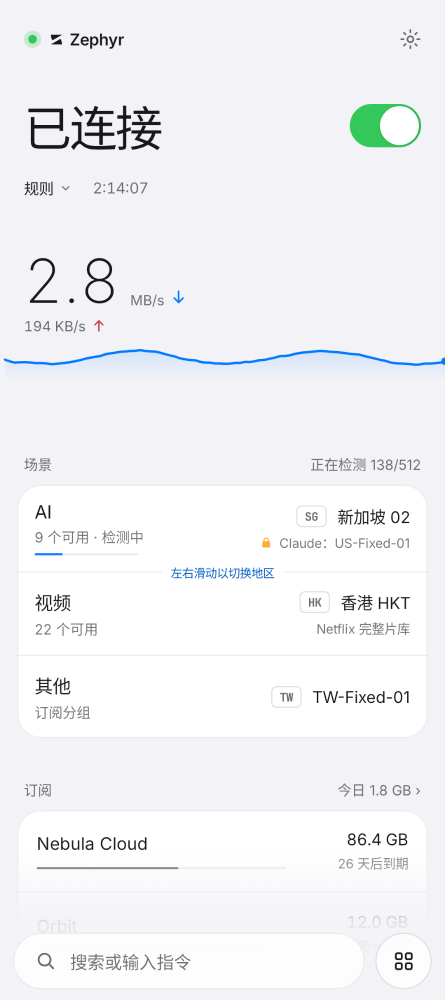 Zephyr
已连接
规则 2:14:07
2.8 MB/s ↓
194 KB/s ↑
场景 正在检测 138/512
AI SG 新加坡 02
9 个可用 · 检测中 Claude：US-Fixed-01
左右滑动以切换地区
视频 HK 香港 HKT
22 个可用 Netflix 完整片库
其他 TW TW-Fixed-01
订阅分组
订阅 今日 1.8 GB ›
Nebula Cloud 86.4 GB
26 天后到期
Orbit 12.0 GB
搜索或输入指令